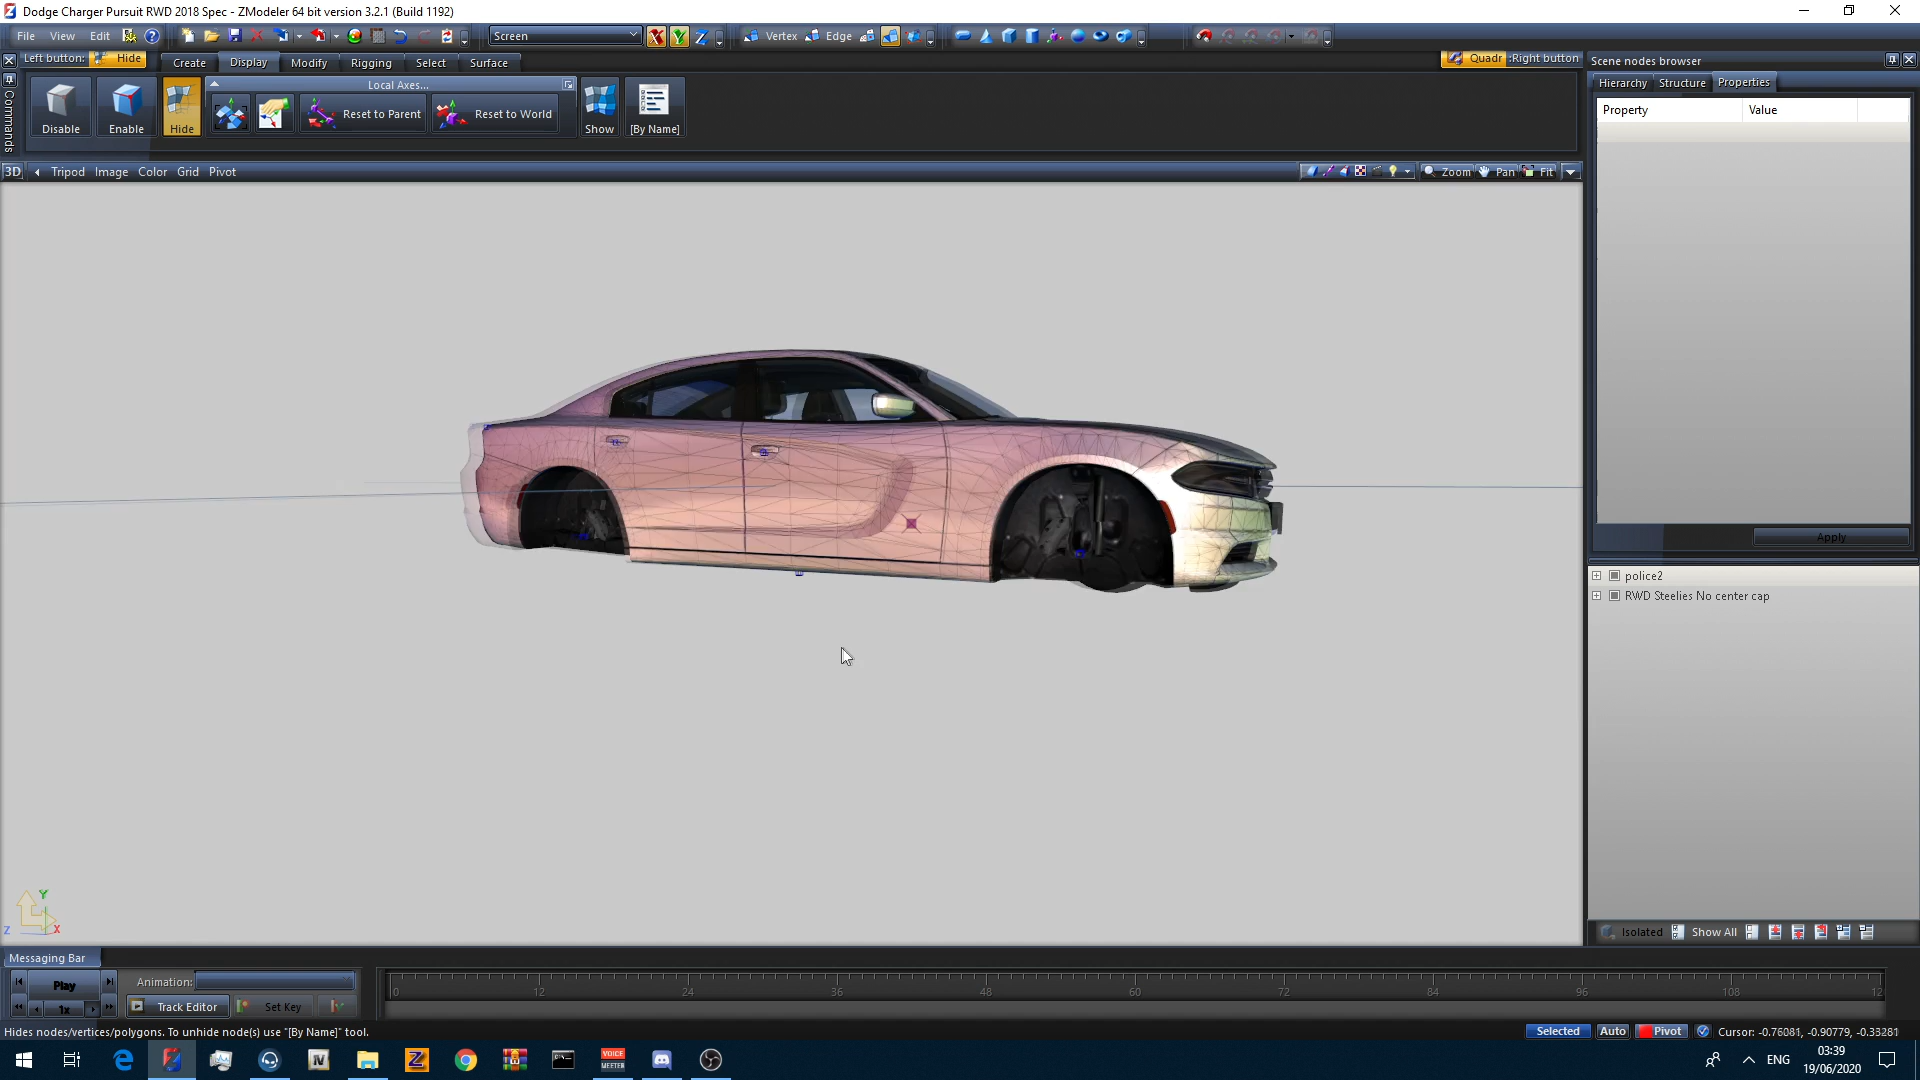 Dodge Charger Pursuit RWD 2018 Spec - ZModeler 64 bit version 3.2.1 (Build 1192)
File View Edit Screen X Y Z Vertex Edge
Left button: Hide Create Display Modify Rigging Select Surface Quadr :Right button
Commands
Disable Enable Hide
Local Axes...
Reset to Parent Reset to World
Show [By Name]
3D Tripod Image Color Grid Pivot Zoom Pan Fit
Scene nodes browser
Hierarchy Structure Properties
Property Value
Apply
police2
RWD Steelies No center cap
Isolated Show All
Y
Z X
Messaging Bar
Play
1x
Animation:
Track Editor Set Key
0 12 24 36 48 60 72 84 96 108 12
Hides nodes/vertices/polygons. To unhide node(s) use "[By Name]" tool.
Selected Auto Pivot Cursor: -0.76081, -0.90779, -0.33281
VOICE
MEETER
ENG
03:39
19/06/2020